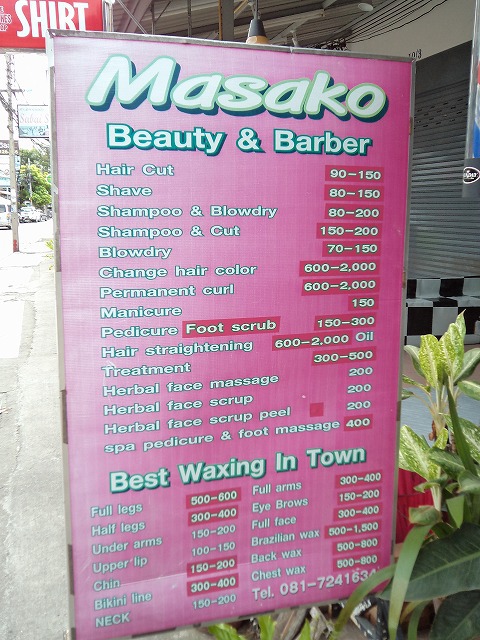 SHIRT
Masako
Beauty & Barber
Hair Cut 90-150
Shave 80-150
Shampoo & Blowdry 80-200
Shampoo & Cut 150-200
Blowdry 70-150
Change hair color 600-2,000
Permanent curl 600-2,000
Manicure 150
Pedicure Foot scrub 150-300
Hair straightening 600-2,000 Oil
Treatment 300-500
Herbal face massage 200
Herbal face scrup 200
Herbal face scrup peel 200
spa pedicure & foot massage 400
Best Waxing In Town
Full legs 500-600
Half legs 300-400
Under arms 150-200
Upper lip 100-150
Chin 150-200
Bikini line 300-400
NECK 150-200
Full arms 300-400
Eye Brows 150-200
Full face 300-400
Brazilian wax 500-1,500
Back wax 500-800
Chest wax 500-800
Tel. 081-7241634